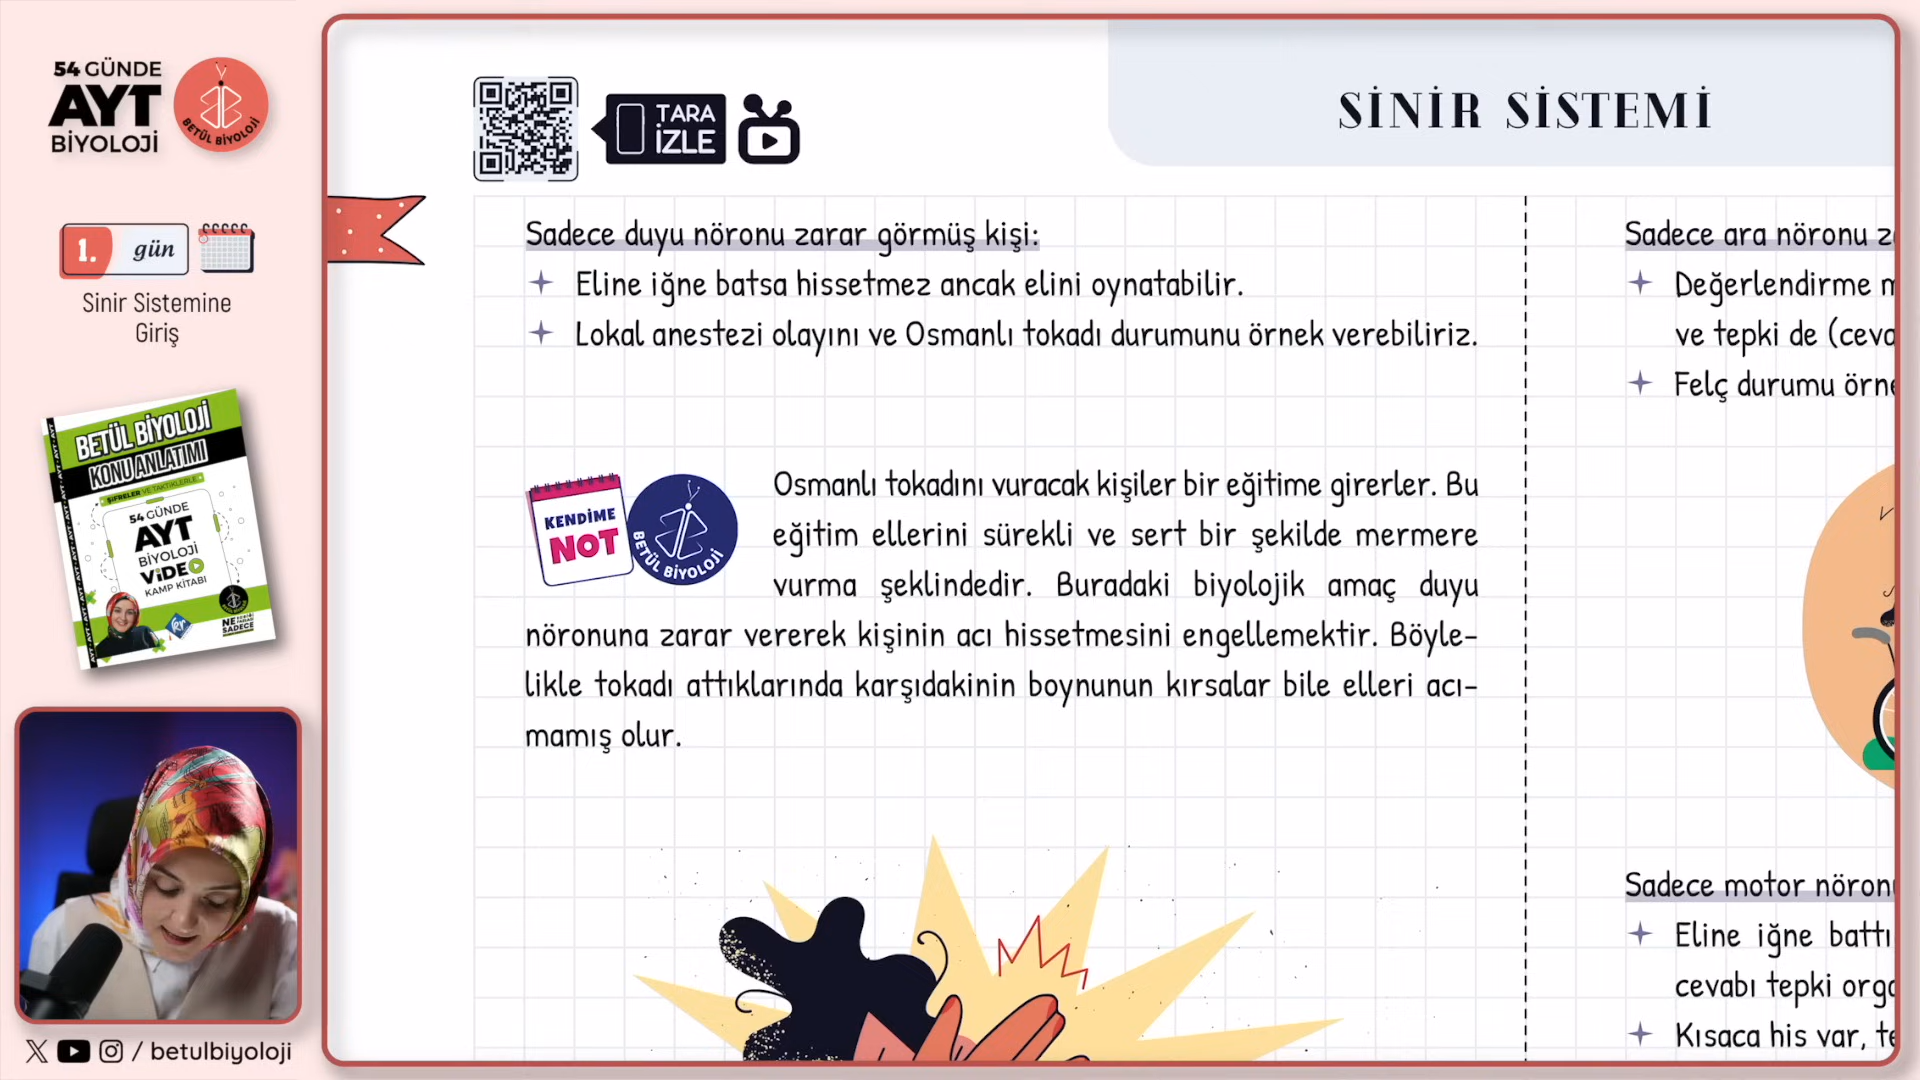 54 GÜNDE
AYT
BİYOLOJİ
BETÜL BİYOLOJİ
1. gün
Sinir Sistemine
Giriş
BETÜL BİYOLOJİ
KONU ANLATIMI
ŞİFRELER VE TAKTİKLERLE
54 GÜNDE
AYT
BİYOLOJİ
VİDEO
KAMP KİTABI
/ betulbiyoloji
TARA
İZLE
SİNİR SİSTEMİ
Sadece duyu nöronu zarar görmüş kişi:
Eline iğne batsa hissetmez ancak elini oynatabilir.
Lokal anestezi olayını ve Osmanlı tokadı durumunu örnek verebiliriz.
KENDİME
NOT
BETÜL BİYOLOJİ
Osmanlı tokadını vuracak kişiler bir eğitime girerler. Bu
eğitim ellerini sürekli ve sert bir şekilde mermere
vurma şeklindedir. Buradaki biyolojik amaç duyu
nöronuna zarar vererek kişinin acı hissetmesini engellemektir. Böyle-
likle tokadı attıklarında karşıdakinin boynunun kırsalar bile elleri acı-
mamış olur.
Sadece ara nöronu
Değerlendirme
ve tepki de
Felç durumu
Sadece motor
Eline iğne battı
cevabı tepki
Kısaca his var,